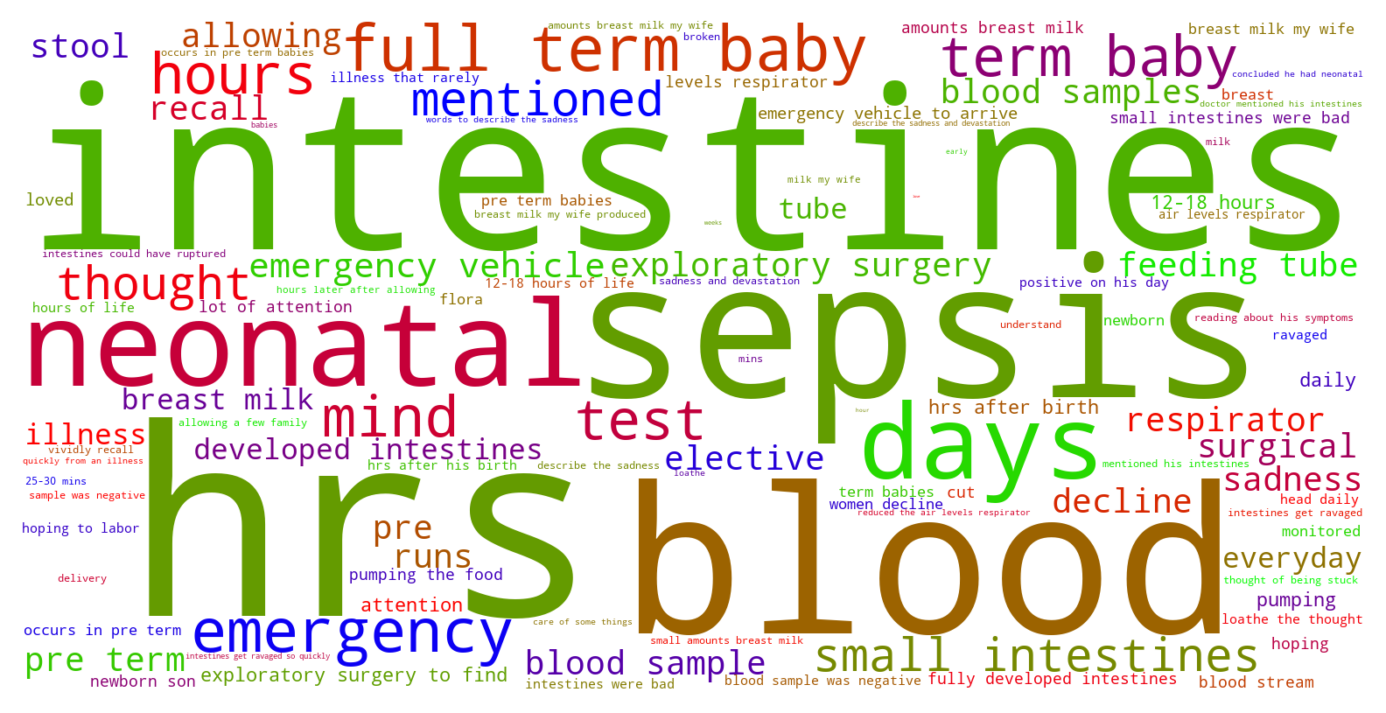 amounts breast milk my wife
amounts breast milk
breast milk my wife
stool
allowing
full
term baby
broken
term baby
occurs in pre term babies
hours
illness that rarely
levels respirator
concluded he had neonatal
recall
mentioned
blood samples
breast
doctor mentioned his intestines
babies
words to describe the sadness
emergency vehicle to arrive
describe the sadness and devastation
small intestines were bad
intestines
early
milk
milk my wife
loved
pre term babies
breast milk my wife produced
tube
weeks
12-18 hours
air levels respirator
intestines could have ruptured
thought
emergency vehicle
exploratory surgery
feeding tube
hours later after allowing
12-18 hours of life
sadness and devastation
positive on his day
hours of life
lot of attention
flora
neonatal
sepsis
understand
newborn
reading about his symptoms
ravaged
mins
daily
breast milk
mind
test
days
hrs after birth
respirator
allowing a few family
hour
illness
vividly recall
developed intestines
surgical
quickly from an illness
hrs after his birth
describe the sadness
elective
loathe
mentioned his intestines
sadness
25-30 mins
sample was negative
term babies
cut
women decline
decline
head daily
reduced the air levels respirator
intestines get ravaged
hoping to labor
hrs
blood
pre
runs
monitored
everyday
delivery
pumping the food
thought of being stuck
attention
pumping
care of some things
loathe the thought
occurs in pre term
emergency
small amounts breast milk
hoping
pre term
intestines get ravaged so quickly
blood sample
small intestines
newborn son
exploratory surgery to find
intestines were bad
blood sample was negative
fully developed intestines
blood stream